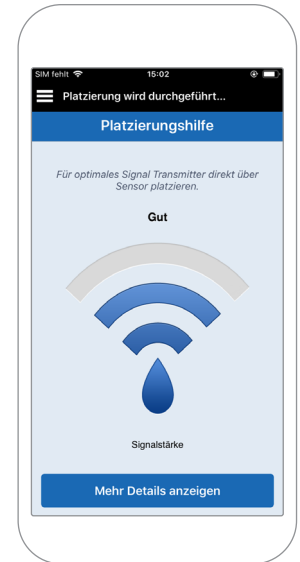 SIM fehlt 15:02
Platzierung wird durchgeführt...
Platzierungshilfe
Für optimales Signal Transmitter direkt über
Sensor platzieren.
Gut
Signalstärke
Mehr Details anzeigen